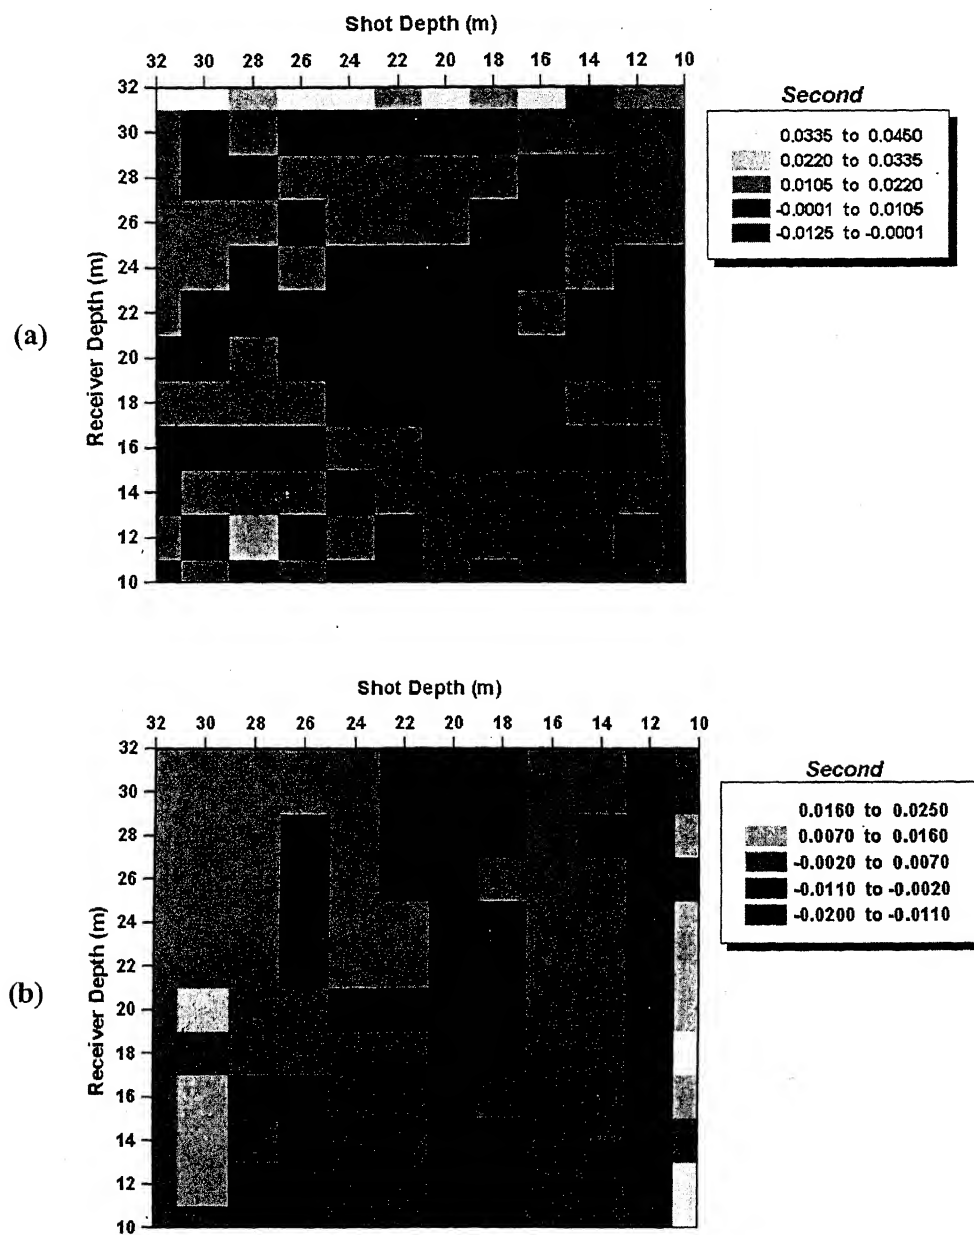 Shot Depth (m)
32 30 28 26 24 22 20 18 16 14 12 10
Second
0.0335 to 0.0450
0.0220 to 0.0335
0.0105 to 0.0220
-0.0001 to 0.0105
-0.0125 to -0.0001
(a)
Receiver Depth (m)
32
30
28
26
24
22
20
18
16
14
12
10
Shot Depth (m)
32 30 28 26 24 22 20 18 16 14 12 10
Second
0.0160 to 0.0250
0.0070 to 0.0160
-0.0020 to 0.0070
-0.0110 to -0.0020
-0.0200 to -0.0110
(b)
Receiver Depth (m)
32
30
28
26
24
22
20
18
16
14
12
10